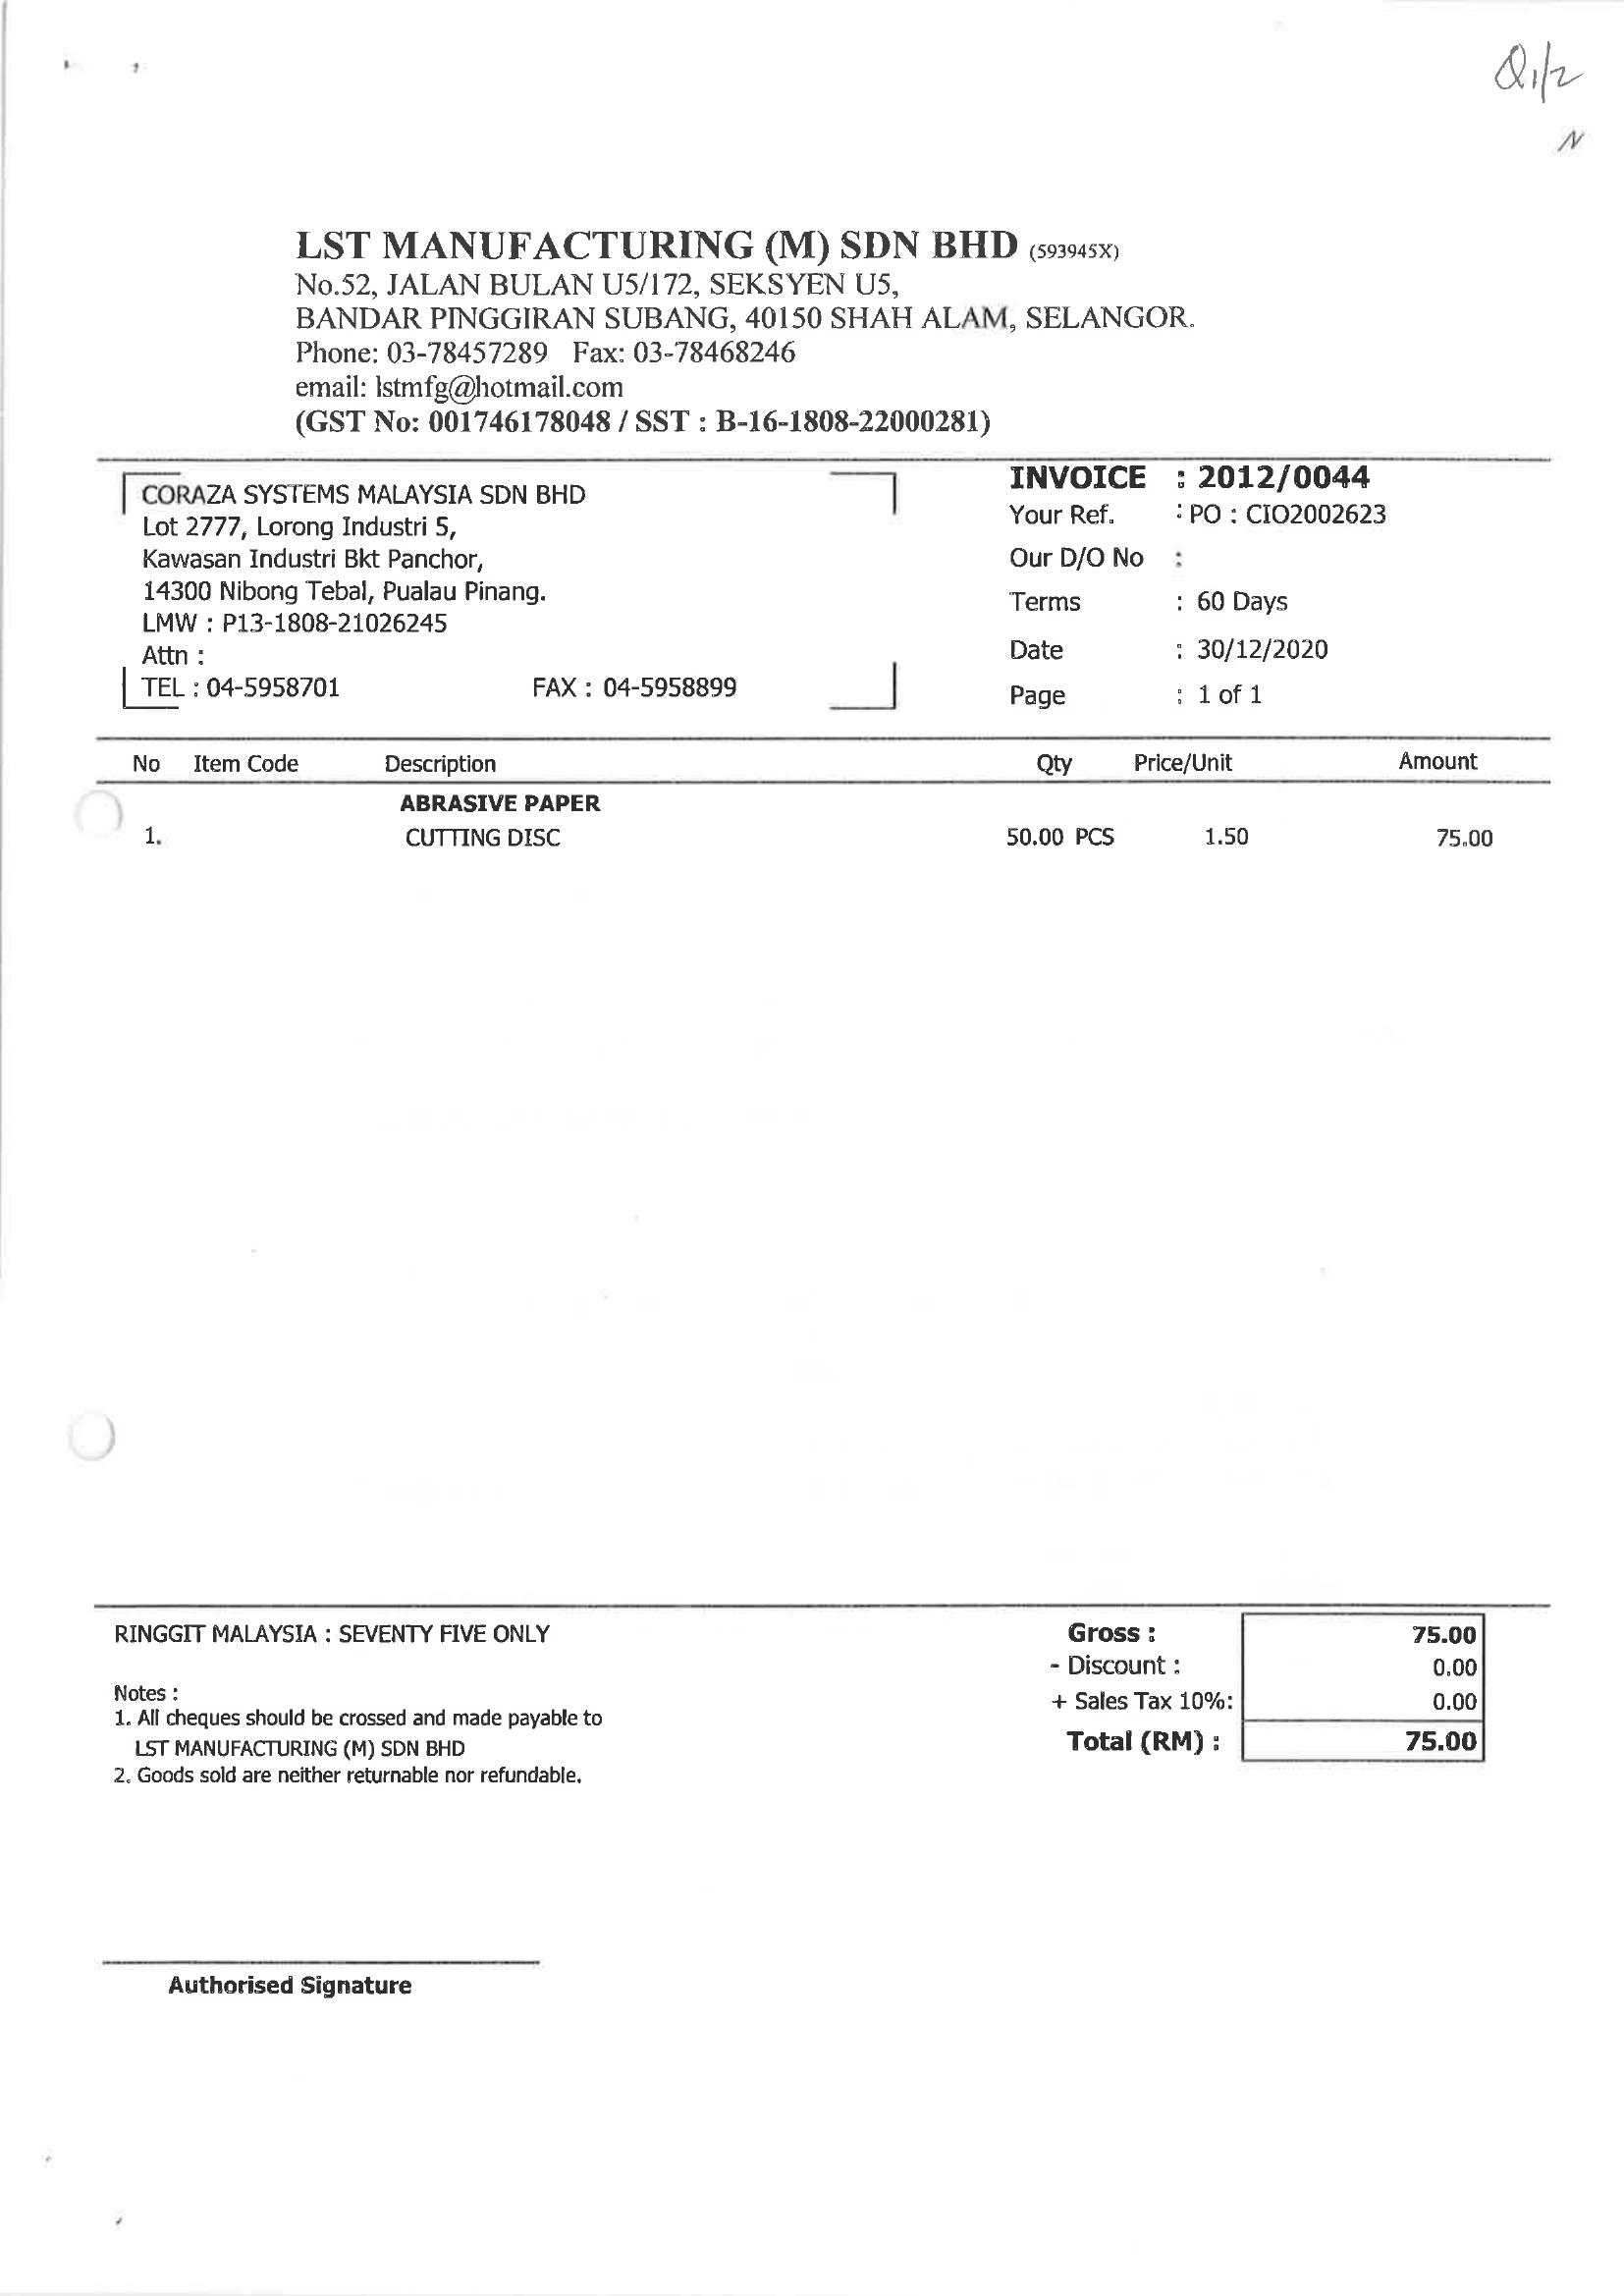 LST MANUFACTURING (M) SDN BHD (593945X)
No.52, JALAN BULAN U5/172, SEKSYEN U5,
BANDAR PINGGIRAN SUBANG, 40150 SHAH ALAM, SELANGOR.
Phone: 03-78457289 Fax: 03-78468246
email: lstmfg@hotmail.com
(GST No: 001746178048 / SST : B-16-1808-22000281)
CORAZA SYSTEMS MALAYSIA SDN BHD
Lot 2777, Lorong Industri 5,
Kawasan Industri Bkt Panchor,
14300 Nibong Tebal, Pualau Pinang.
LMW : P13-1808-21026245
Attn :
TEL : 04-5958701 FAX : 04-5958899
INVOICE : 2012/0044
Your Ref. : PO : CIO2002623
Our D/O No :
Terms : 60 Days
Date : 30/12/2020
Page : 1 of 1
No Item Code Description Qty Price/Unit Amount
ABRASIVE PAPER
1. CUTTING DISC 50.00 PCS 1.50 75.00
RINGGIT MALAYSIA : SEVENTY FIVE ONLY
Notes :
1. All cheques should be crossed and made payable to
LST MANUFACTURING (M) SDN BHD
2. Goods sold are neither returnable nor refundable.
Gross : 75.00
- Discount : 0.00
+ Sales Tax 10%: 0.00
Total (RM) : 75.00
Authorised Signature